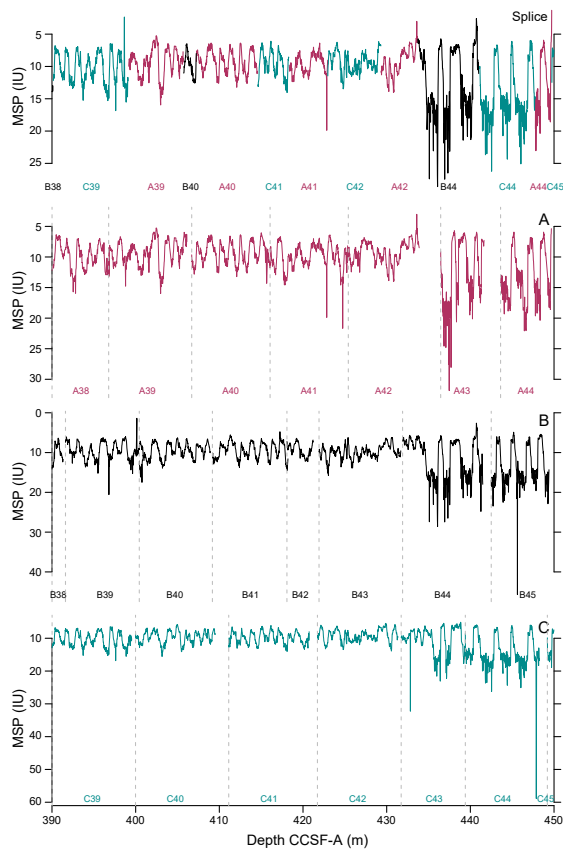 Splice
MSP (IU)
5
10
15
20
25
B38 C39 A39 B40 A40 C41 A41 C42 A42 B44 C44 A44 C45
A
MSP (IU)
5
10
15
20
25
30
A38 A39 A40 A41 A42 A43 A44
B
MSP (IU)
0
10
20
30
40
B38 B39 B40 B41 B42 B43 B44 B45
C
MSP (IU)
10
20
30
40
50
60
C39 C40 C41 C42 C43 C44 C45
390 400 410 420 430 440 450
Depth CCSF-A (m)